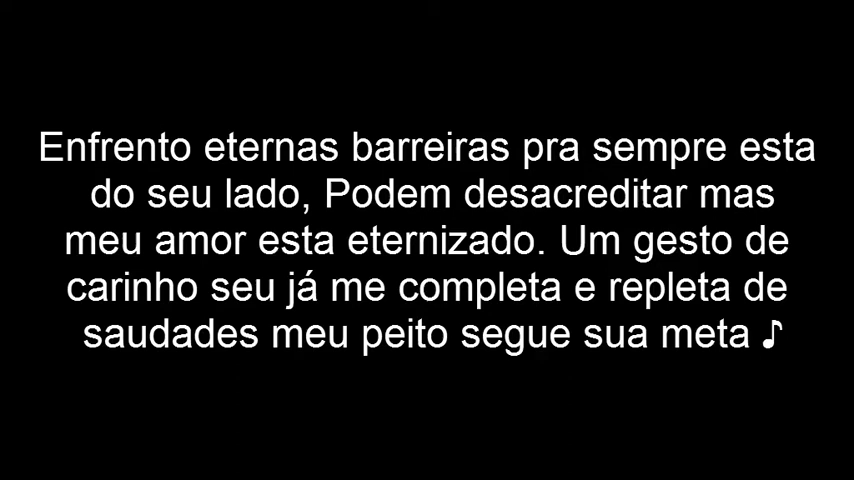 Enfrento eternas barreiras pra sempre esta
do seu lado, Podem desacreditar mas
meu amor esta eternizado. Um gesto de
carinho seu já me completa e repleta de
saudades meu peito segue sua meta ♪